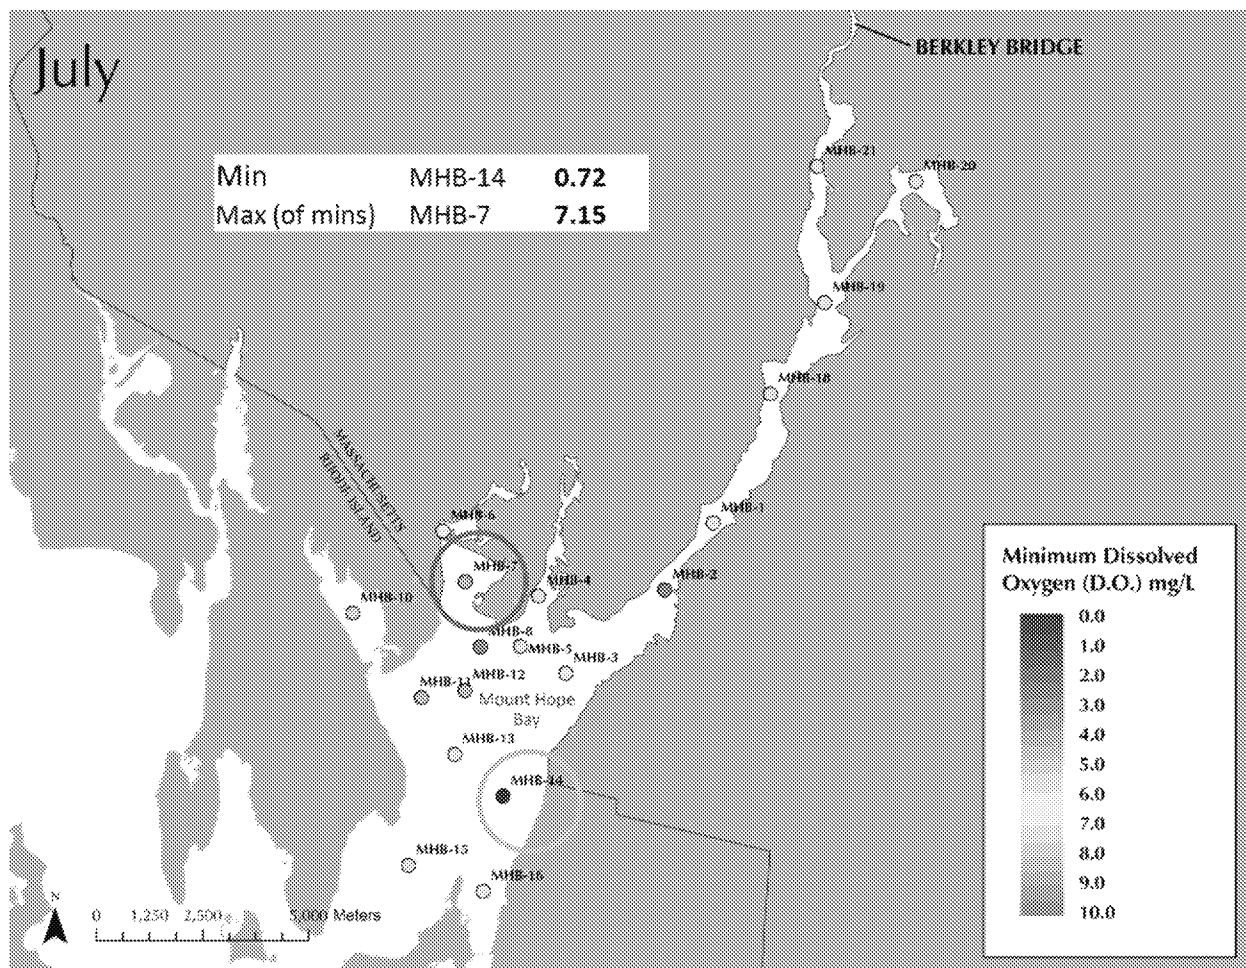 July
BERKLEY BRIDGE
Min MHB-14 0.72
Max (of mins) MHB-7 7.15
MHB-21
MHB-20
MHB-19
MHB-18
MASSACHUSETTS
RHODE ISLAND
MHB-6
MHB-1
MHB-7
MHB-4
MHB-2
MHB-10
MHB-8
MHB-5
MHB-3
MHB-12
MHB-11
Mount Hope
Bay
MHB-13
MHB-14
MHB-15
MHB-16
Minimum Dissolved
Oxygen (D.O.) mg/L
0.0
1.0
2.0
3.0
4.0
5.0
6.0
7.0
8.0
9.0
10.0
N
0 1,250 2,500 5,000 Meters